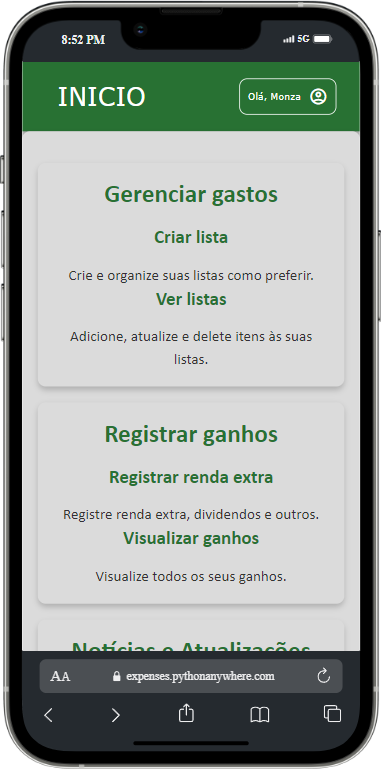 8:52 PM
5G
INICIO
Olá, Monza
Gerenciar gastos
Criar lista
Crie e organize suas listas como preferir.
Ver listas
Adicione, atualize e delete itens às suas
listas.
Registrar ganhos
Registrar renda extra
Registre renda extra, dividendos e outros.
Visualizar ganhos
Visualize todos os seus ganhos.
Notícias e Atualizações
AA
expenses.pythonanywhere.com